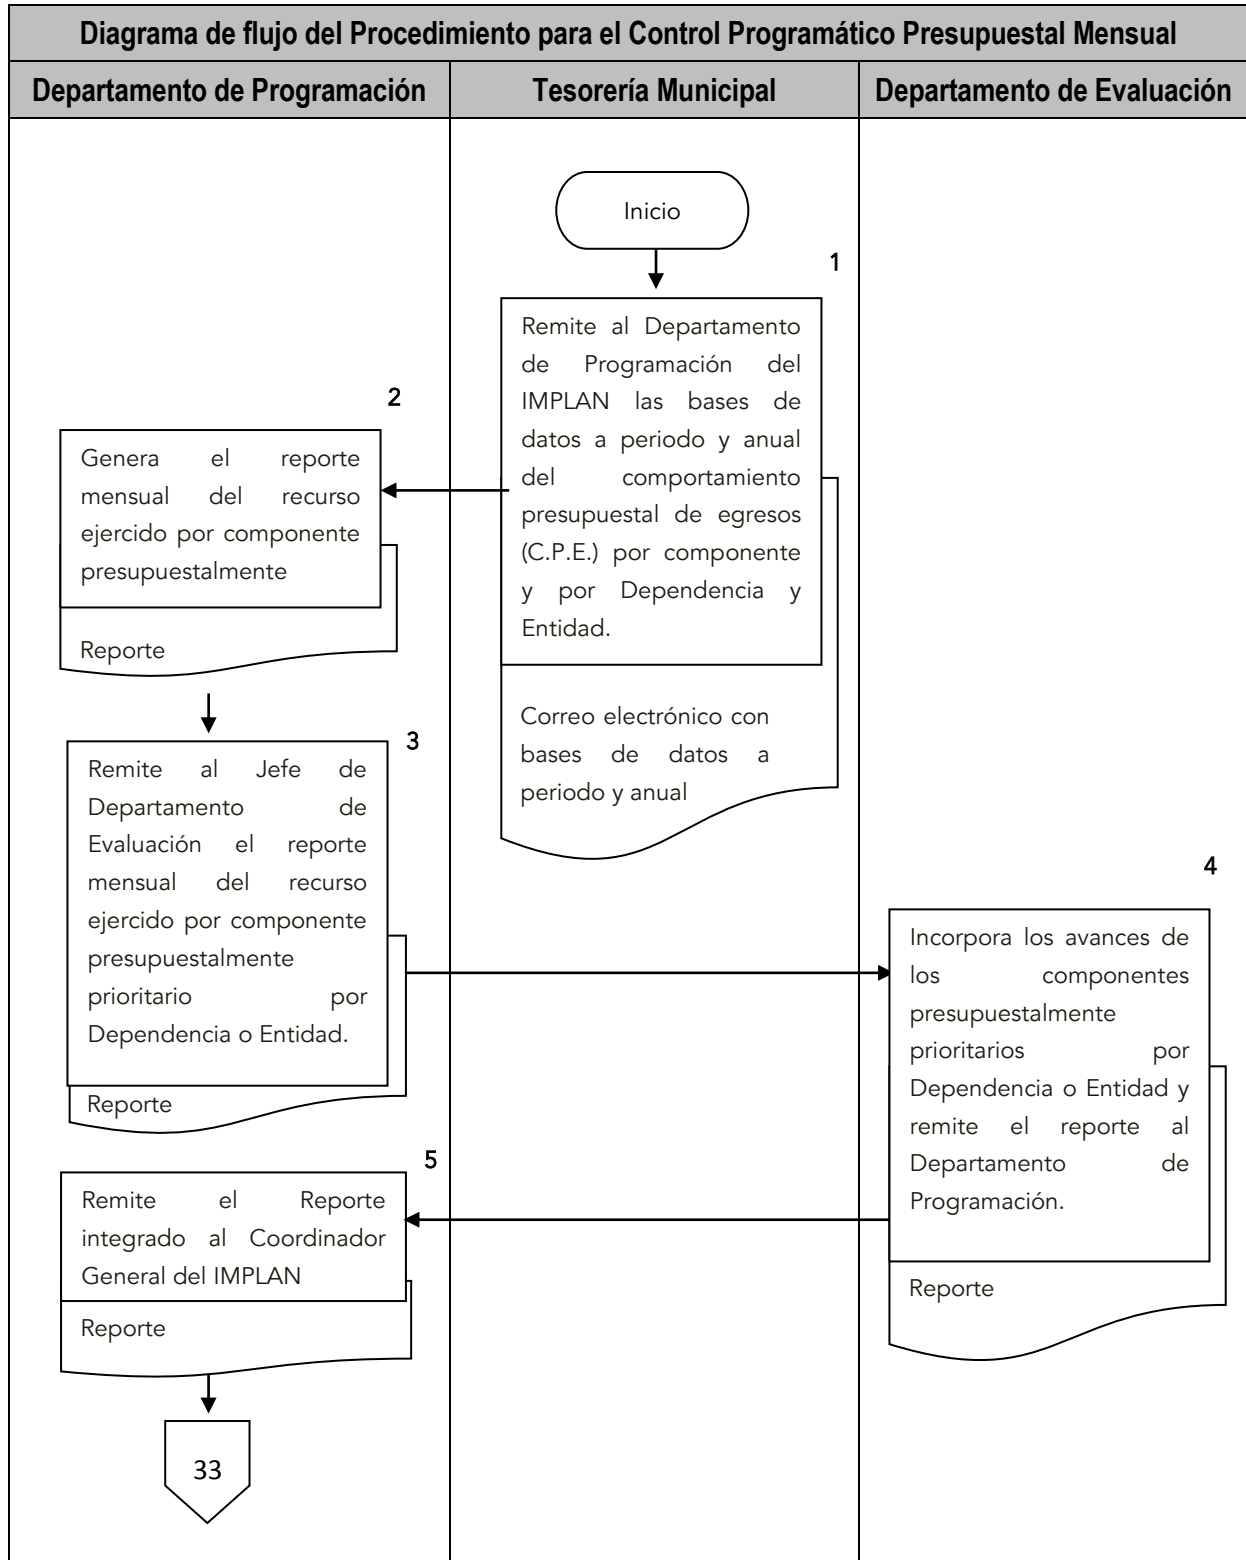 Diagrama de flujo del Procedimiento para el Control Programático Presupuestal Mensual
Departamento de Programación
Tesorería Municipal
Departamento de Evaluación
Inicio
1
Remite al Departamento
de Programación del
IMPLAN las bases de
datos a periodo y anual
del comportamiento
presupuestal de egresos
(C.P.E.) por componente
y por Dependencia y
Entidad.
Correo electrónico con
bases de datos a
periodo y anual
2
Genera el reporte
mensual del recurso
ejercido por componente
presupuestalmente
Reporte
3
Remite al Jefe de
Departamento de
Evaluación el reporte
mensual del recurso
ejercido por componente
presupuestalmente
prioritario por
Dependencia o Entidad.
Reporte
4
Incorpora los avances de
los componentes
presupuestalmente
prioritarios por
Dependencia o Entidad y
remite el reporte al
Departamento de
Programación.
Reporte
5
Remite el Reporte
integrado al Coordinador
General del IMPLAN
Reporte
33